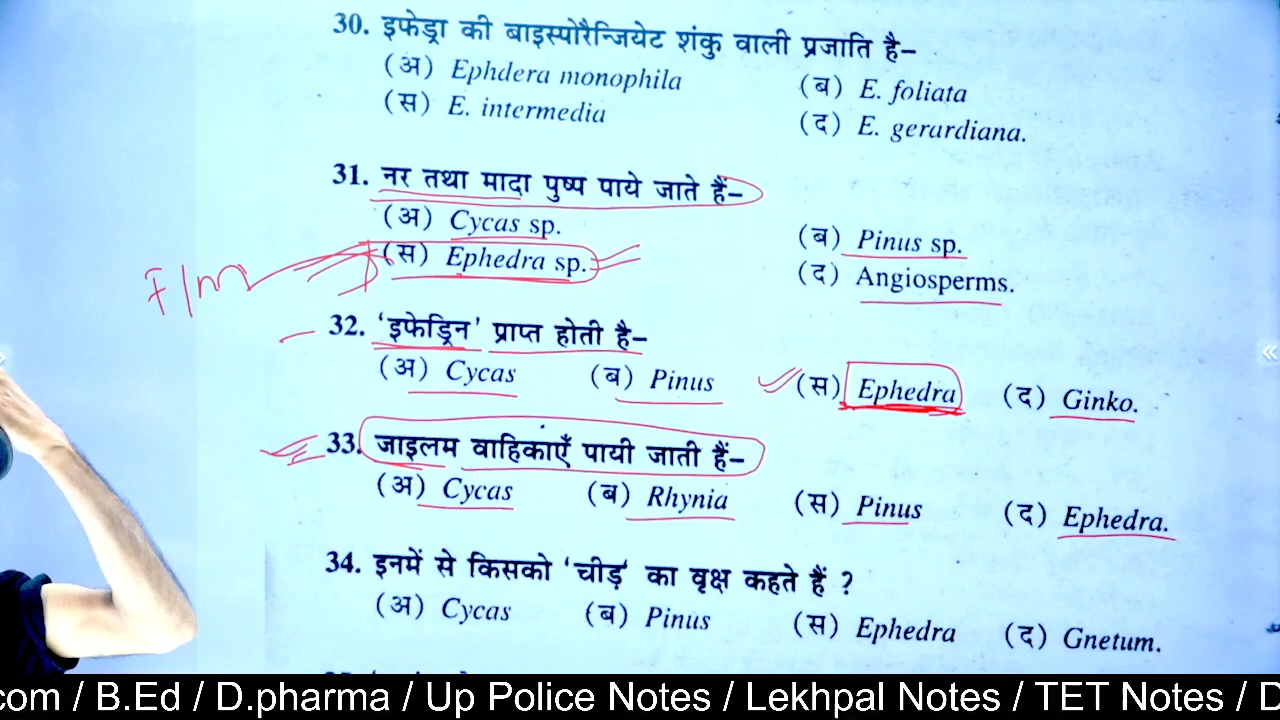 30. इफेड्रा की बाइस्पोरैन्जियेट शंकु वाली प्रजाति है–
(अ) Ephdera monophila (ब) E. foliata
(स) E. intermedia (द) E. gerardiana.
31. नर तथा मादा पुष्प पाये जाते हैं–
(अ) Cycas sp. (ब) Pinus sp.
(स) Ephedra sp. (द) Angiosperms.
F/m
32. ‘इफेड्रिन’ प्राप्त होती है–
(अ) Cycas (ब) Pinus (स) Ephedra (द) Ginko.
33. जाइलम वाहिकाएँ पायी जाती हैं–
(अ) Cycas (ब) Rhynia (स) Pinus (द) Ephedra.
34. इनमें से किसको ‘चीड़’ का वृक्ष कहते हैं ?
(अ) Cycas (ब) Pinus (स) Ephedra (द) Gnetum.
com / B.Ed / D.pharma / Up Police Notes / Lekhpal Notes / TET Notes / D